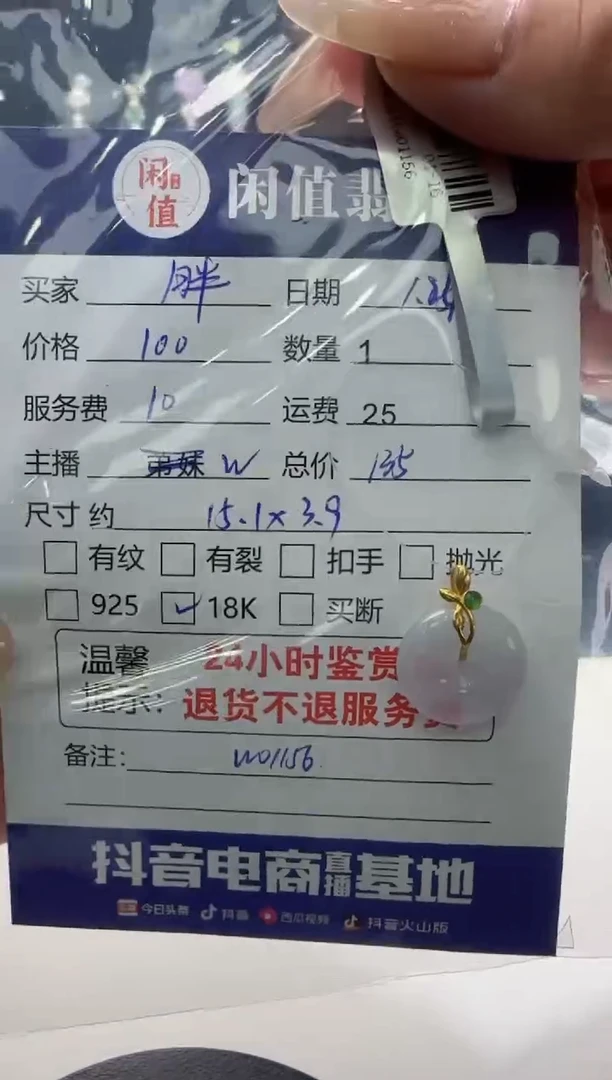 闲值
闲值翡
01156
买家 胖 日期
价格 100 数量 1
服务费 10 运费 25
主播 弟妹 W 总价 135
尺寸 约 15.1×3.9
有纹 有裂 扣手 抛光
925 ✓ 18K 买断
温馨 24小时鉴赏
提示: 退货不退服务费
备注: W01156
抖音电商直播基地
今日头条 抖音 西瓜视频 抖音火山版